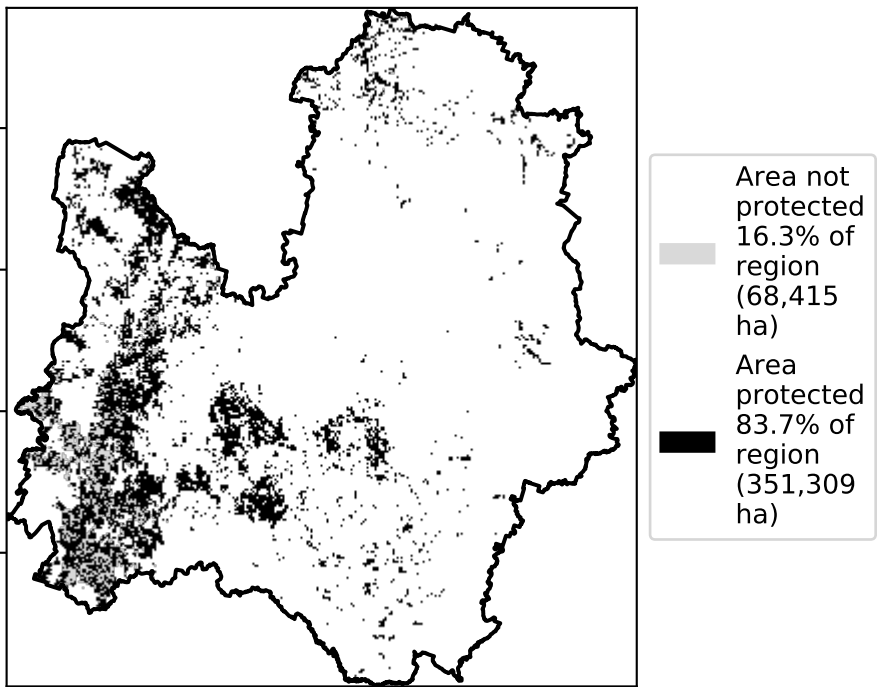 Area not
protected
16.3% of
region
(68,415
ha)
Area
protected
83.7% of
region
(351,309
ha)